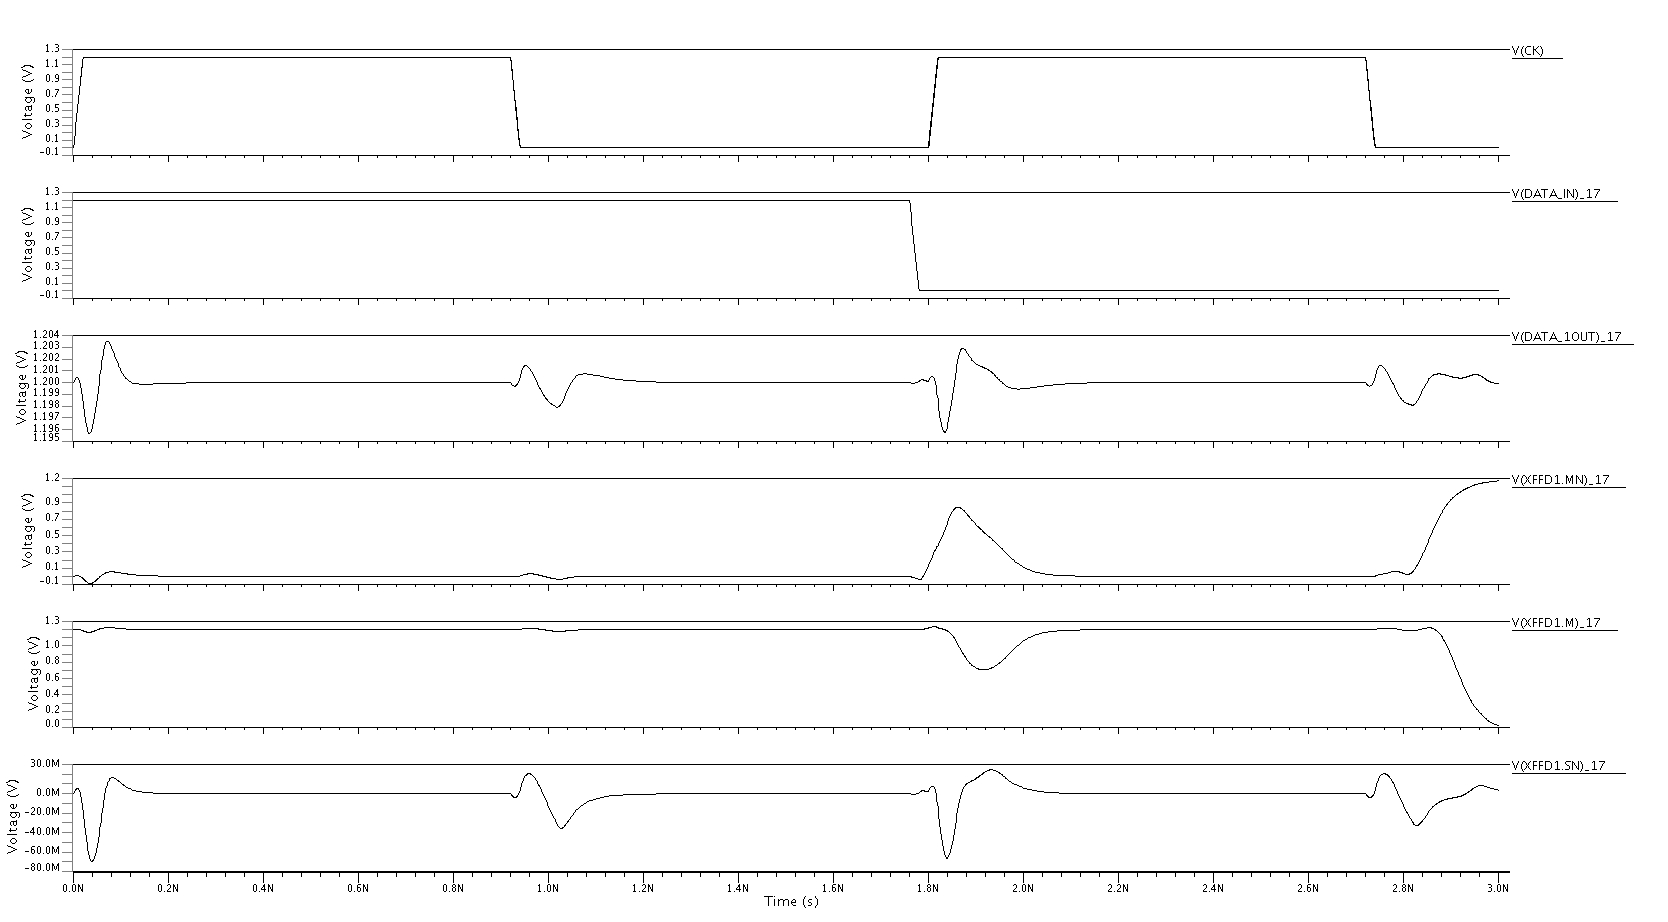 1.3
1.1
0.9
0.7
0.5
0.3
0.1
-0.1
Voltage (V)
V(CK)
1.3
1.1
0.9
0.7
0.5
0.3
0.1
-0.1
Voltage (V)
V(DATA_IN)_17
1.204
1.203
1.202
1.201
1.200
1.199
1.198
1.197
1.196
1.195
Voltage (V)
V(DATA_1OUT)_17
1.2
0.9
0.7
0.5
0.3
0.1
-0.1
Voltage (V)
V(XFFD1.MN)_17
1.3
1.0
0.8
0.6
0.4
0.2
0.0
Voltage (V)
V(XFFD1.M)_17
30.0M
0.0M
-20.0M
-40.0M
-60.0M
-80.0M
Voltage (V)
V(XFFD1.SN)_17
0.0N 0.2N 0.4N 0.6N 0.8N 1.0N 1.2N 1.4N 1.6N 1.8N 2.0N 2.2N 2.4N 2.6N 2.8N 3.0N
Time (s)